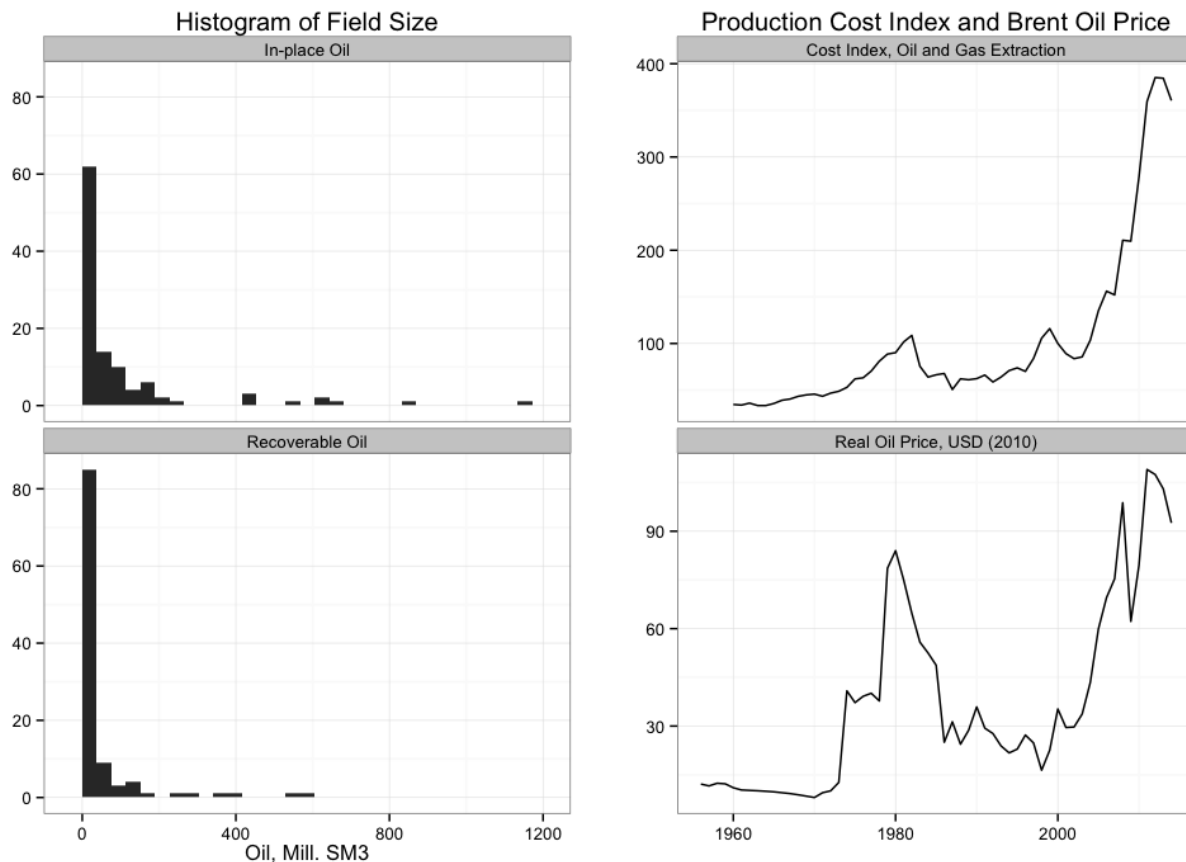 Histogram of Field Size
In-place Oil
80
60
40
20
0
Recoverable Oil
80
60
40
20
0
0 400 800 1200
Oil, Mill. SM3
Production Cost Index and Brent Oil Price
Cost Index, Oil and Gas Extraction
400
300
200
100
Real Oil Price, USD (2010)
90
60
30
1960 1980 2000